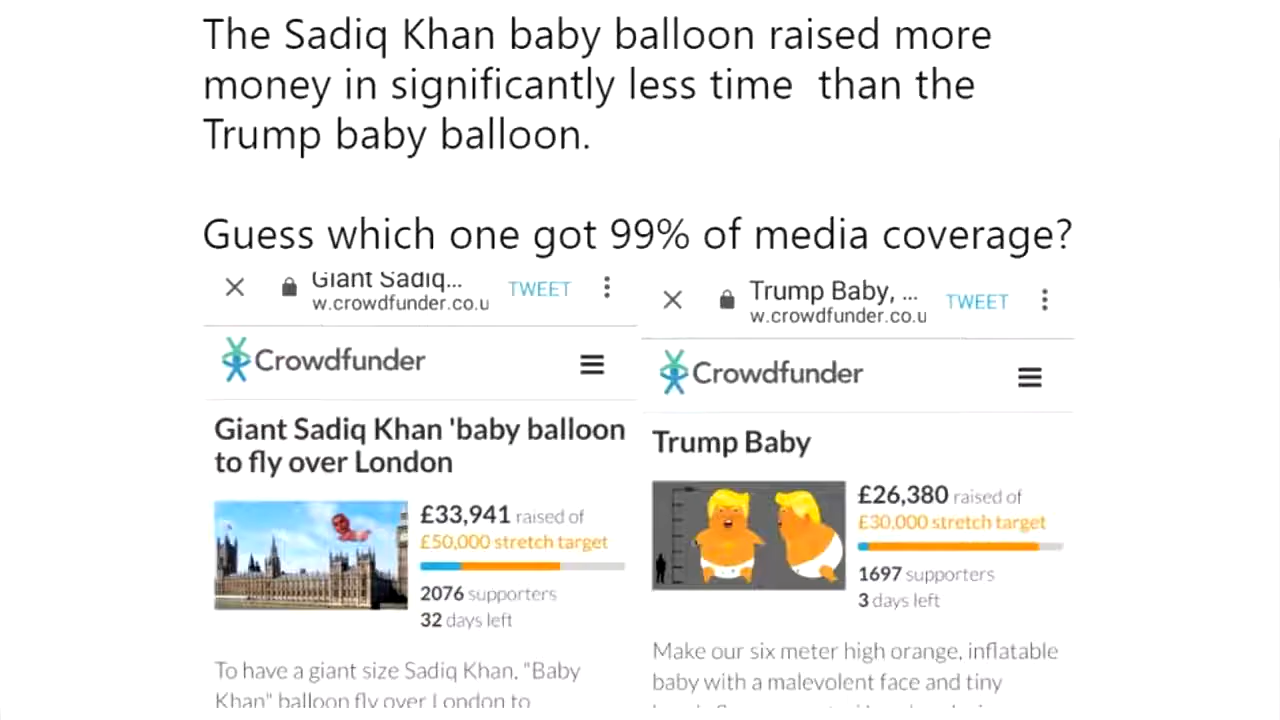 The Sadiq Khan baby balloon raised more
money in significantly less time than the
Trump baby balloon.
Guess which one got 99% of media coverage?
Giant Sadiq...
w.crowdfunder.co.u
TWEET
Crowdfunder
Giant Sadiq Khan 'baby balloon
to fly over London
£33,941 raised of
£50,000 stretch target
2076 supporters
32 days left
To have a giant size Sadiq Khan, "Baby
Khan" balloon fly over London to
Trump Baby, ...
w.crowdfunder.co.u
TWEET
Crowdfunder
Trump Baby
£26,380 raised of
£30,000 stretch target
1697 supporters
3 days left
Make our six meter high orange, inflatable
baby with a malevolent face and tiny